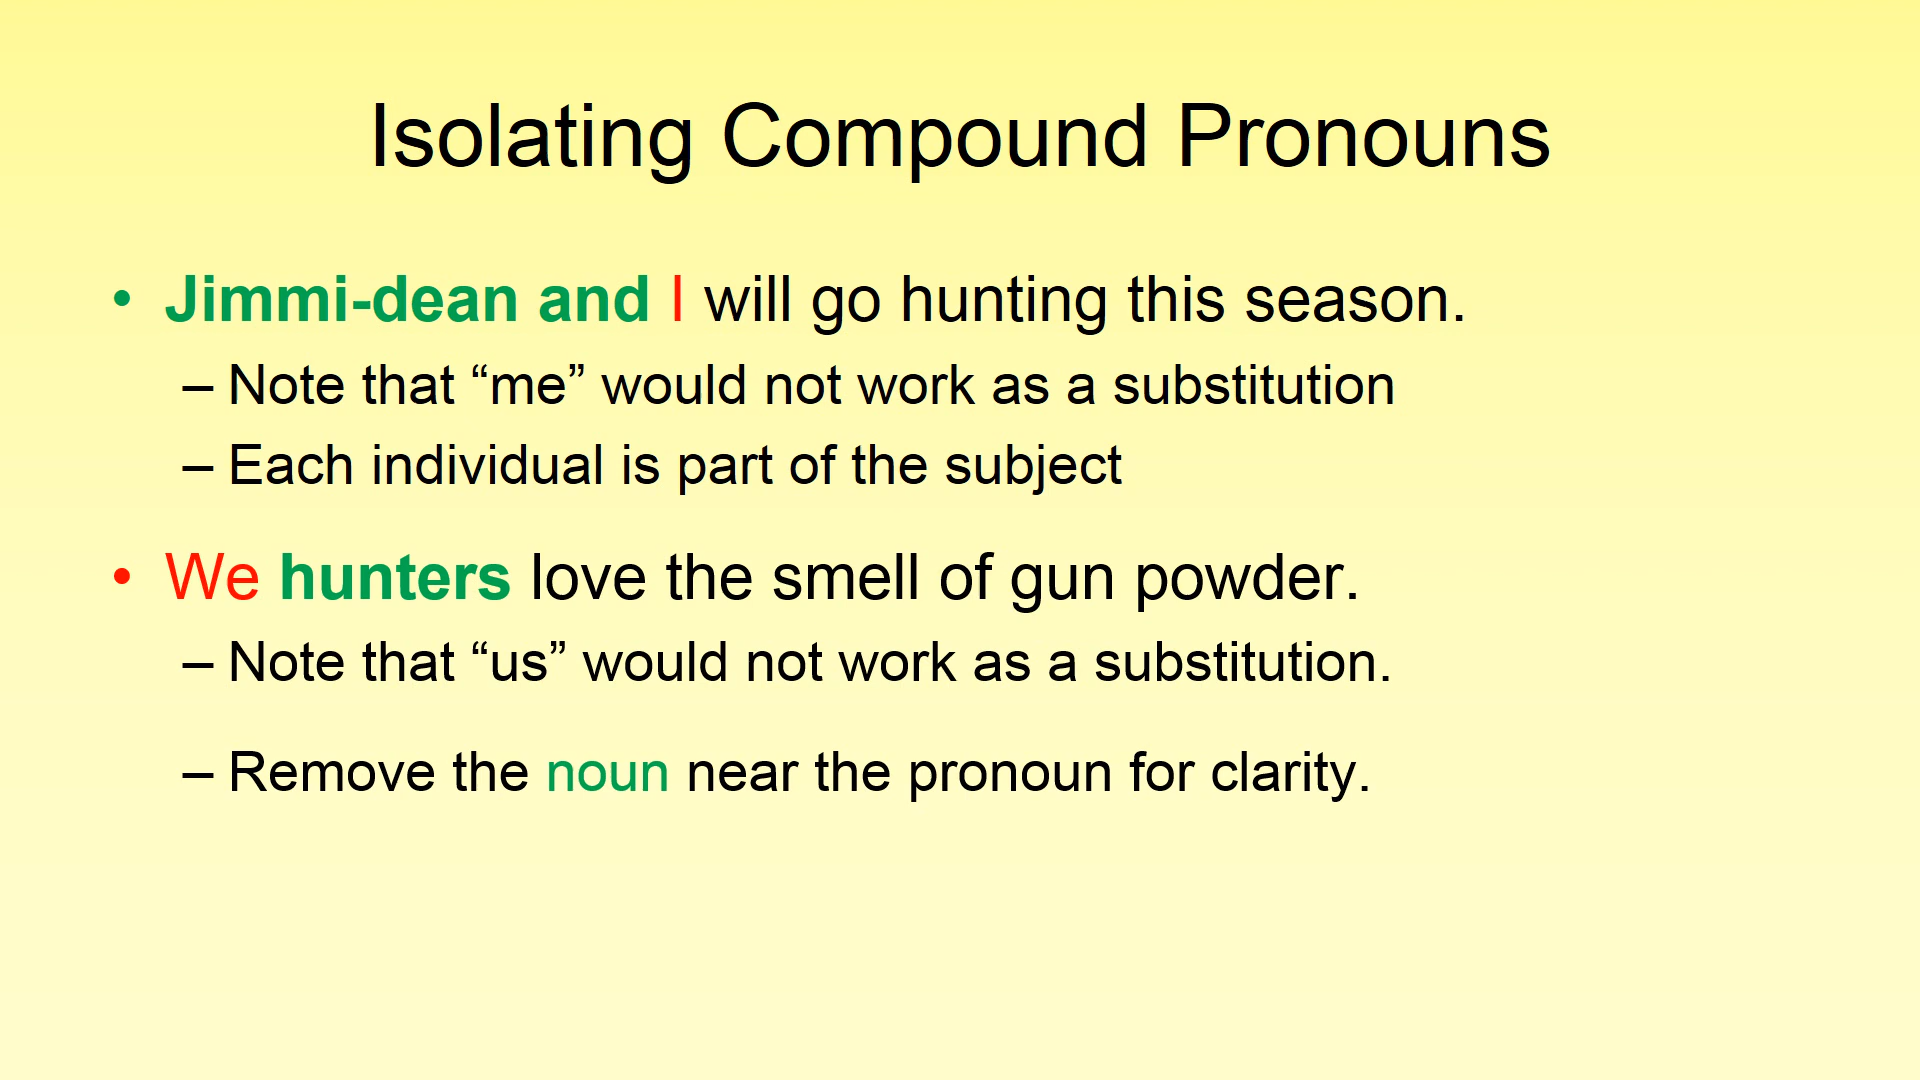 Isolating Compound Pronouns
• Jimmi-dean and I will go hunting this season.
– Note that “me” would not work as a substitution
– Each individual is part of the subject
• We hunters love the smell of gun powder.
– Note that “us” would not work as a substitution.
– Remove the noun near the pronoun for clarity.